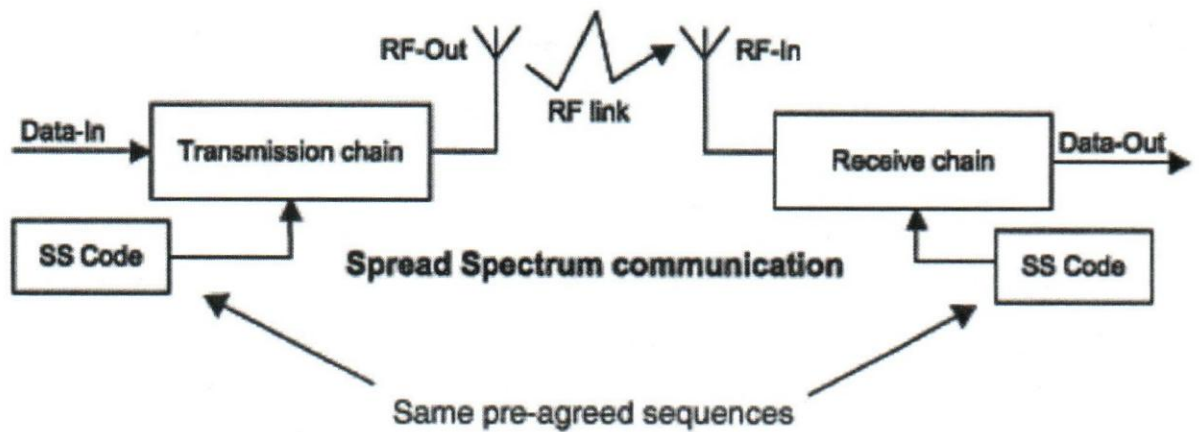 RF-Out
RF-In
RF link
Data-In
Transmission chain
Receive chain
Data-Out
SS Code
Spread Spectrum communication
SS Code
Same pre-agreed sequences